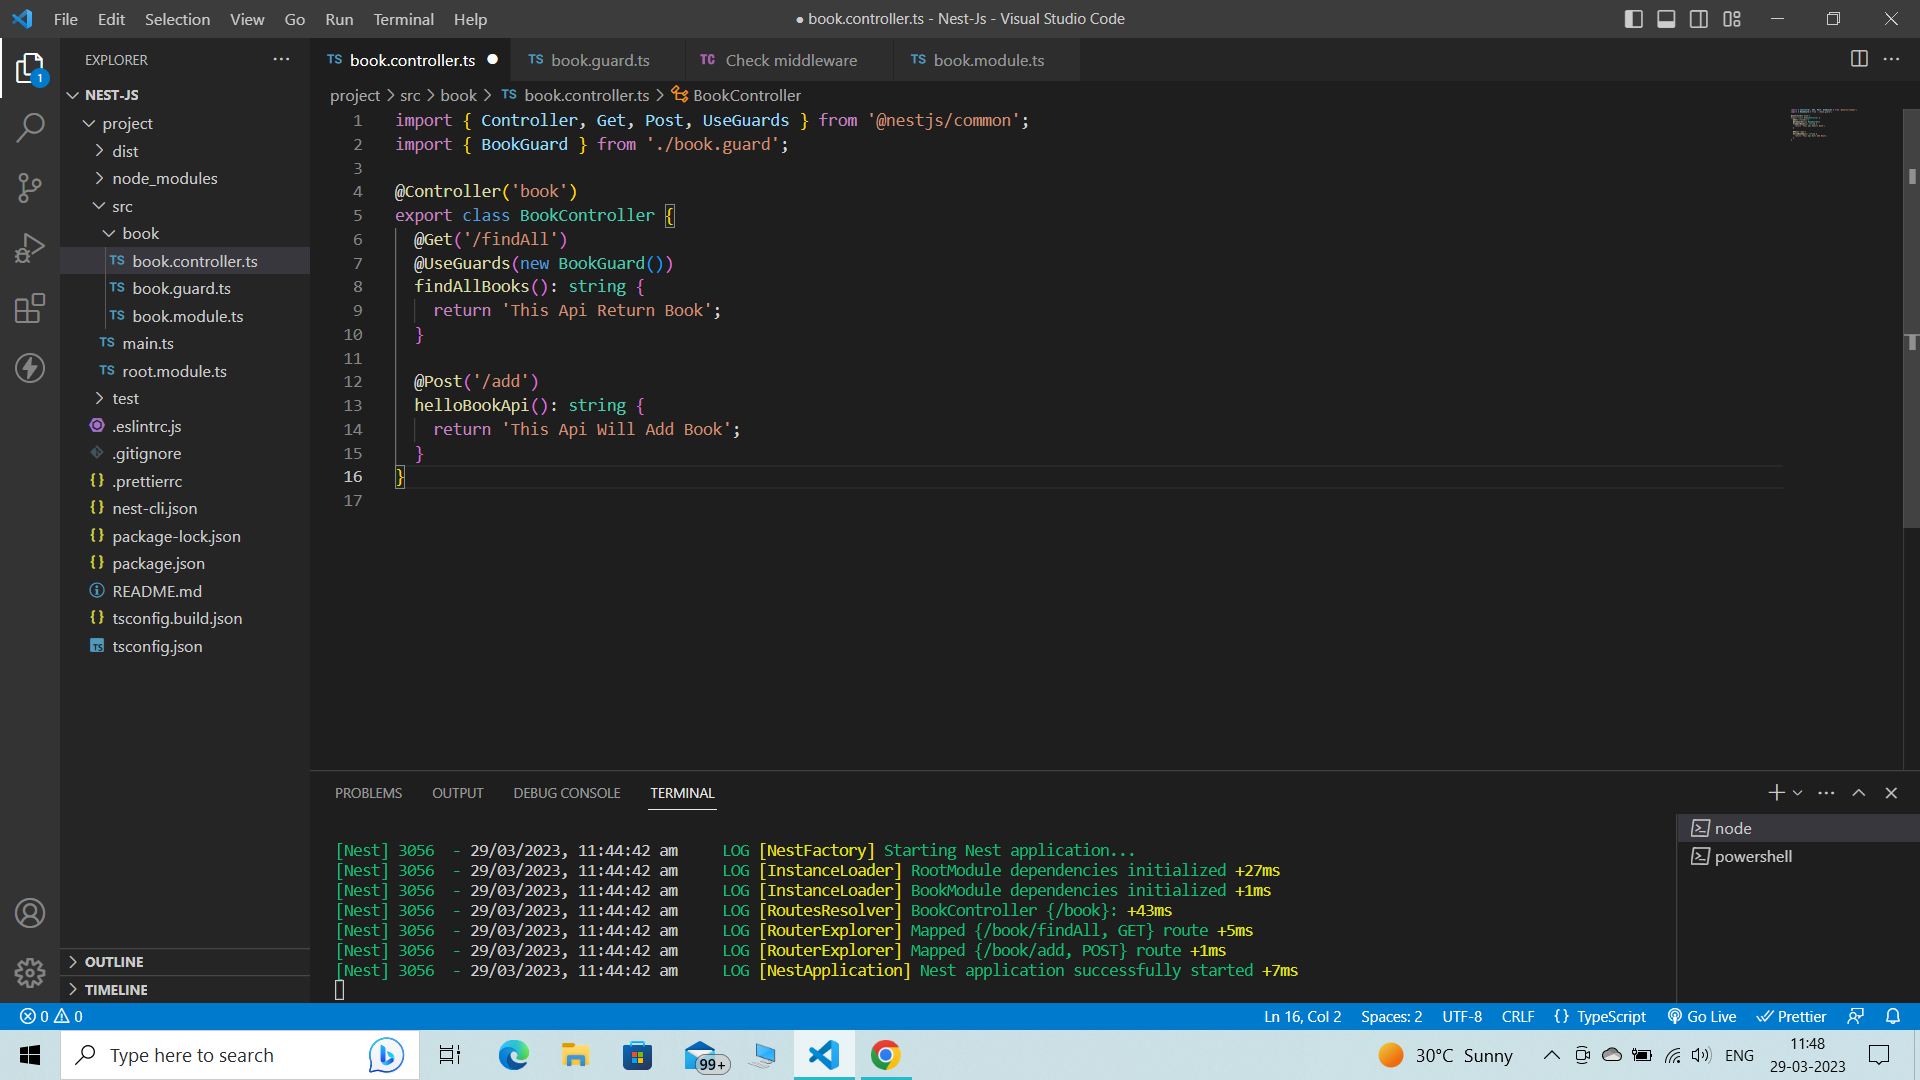 File Edit Selection View Go Run Terminal Help
● book.controller.ts - Nest-Js - Visual Studio Code
EXPLORER
1
NEST-JS
project
dist
node_modules
src
book
TS book.controller.ts
TS book.guard.ts
TS book.module.ts
TS main.ts
TS root.module.ts
test
.eslintrc.js
.gitignore
{} .prettierrc
{} nest-cli.json
{} package-lock.json
{} package.json
README.md
{} tsconfig.build.json
TS tsconfig.json
OUTLINE
TIMELINE
TS book.controller.ts ●
TS book.guard.ts
TC Check middleware
TS book.module.ts
project > src > book > TS book.controller.ts > BookController
1 import { Controller, Get, Post, UseGuards } from '@nestjs/common';
2 import { BookGuard } from './book.guard';
3
4 @Controller('book')
5 export class BookController {
6 @Get('/findAll')
7 @UseGuards(new BookGuard())
8 findAllBooks(): string {
9 return 'This Api Return Book';
10 }
11
12 @Post('/add')
13 helloBookApi(): string {
14 return 'This Api Will Add Book';
15 }
16 }
17
PROBLEMS OUTPUT DEBUG CONSOLE TERMINAL
[Nest] 3056 - 29/03/2023, 11:44:42 am LOG [NestFactory] Starting Nest application...
[Nest] 3056 - 29/03/2023, 11:44:42 am LOG [InstanceLoader] RootModule dependencies initialized +27ms
[Nest] 3056 - 29/03/2023, 11:44:42 am LOG [InstanceLoader] BookModule dependencies initialized +1ms
[Nest] 3056 - 29/03/2023, 11:44:42 am LOG [RoutesResolver] BookController {/book}: +43ms
[Nest] 3056 - 29/03/2023, 11:44:42 am LOG [RouterExplorer] Mapped {/book/findAll, GET} route +5ms
[Nest] 3056 - 29/03/2023, 11:44:42 am LOG [RouterExplorer] Mapped {/book/add, POST} route +1ms
[Nest] 3056 - 29/03/2023, 11:44:42 am LOG [NestApplication] Nest application successfully started +7ms
node
powershell
0 0
Ln 16, Col 2 Spaces: 2 UTF-8 CRLF {} TypeScript Go Live Prettier
Type here to search
99+
30°C Sunny
ENG
11:48
29-03-2023